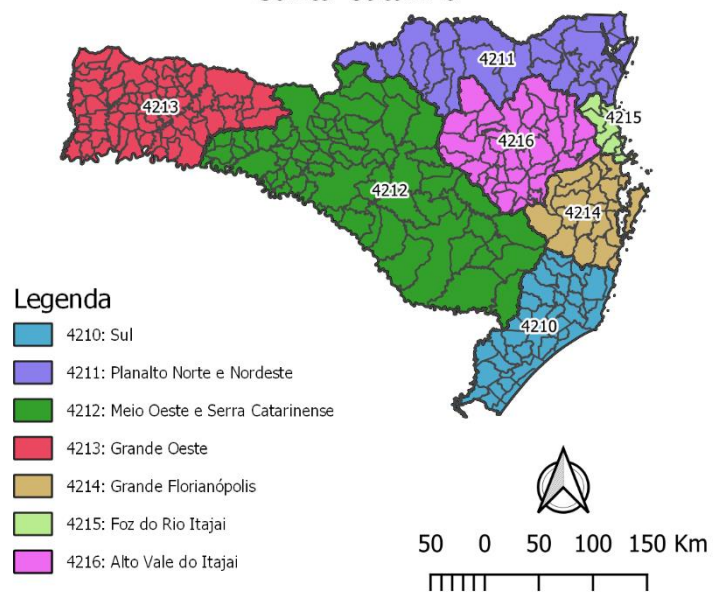 4211
4213
4215
4216
4212
4214
4210
Legenda
4210: Sul
4211: Planalto Norte e Nordeste
4212: Meio Oeste e Serra Catarinense
4213: Grande Oeste
4214: Grande Florianópolis
4215: Foz do Rio Itajai
4216: Alto Vale do Itajai
50 0 50 100 150 Km